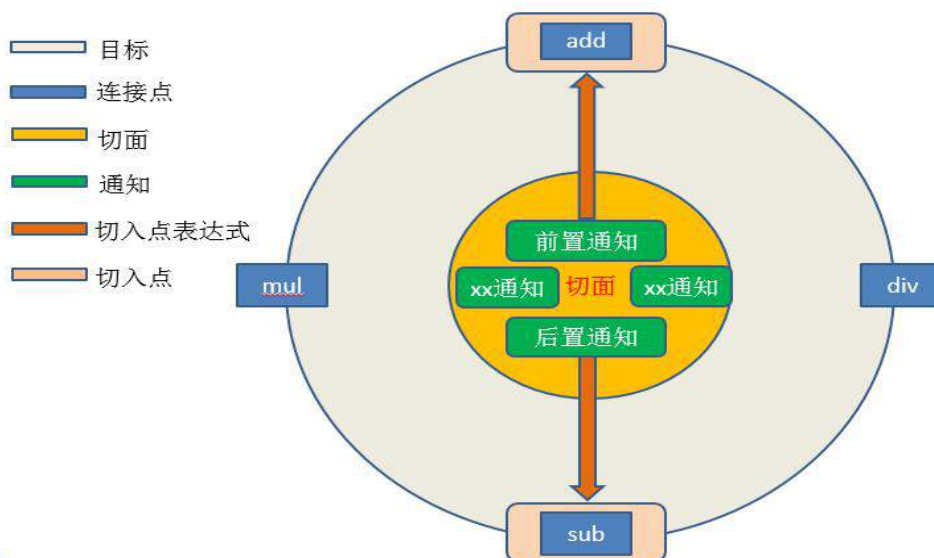 目标
连接点
切面
通知
切入点表达式
切入点
add
前置通知
mul
xx通知
切面
xx通知
div
后置通知
sub